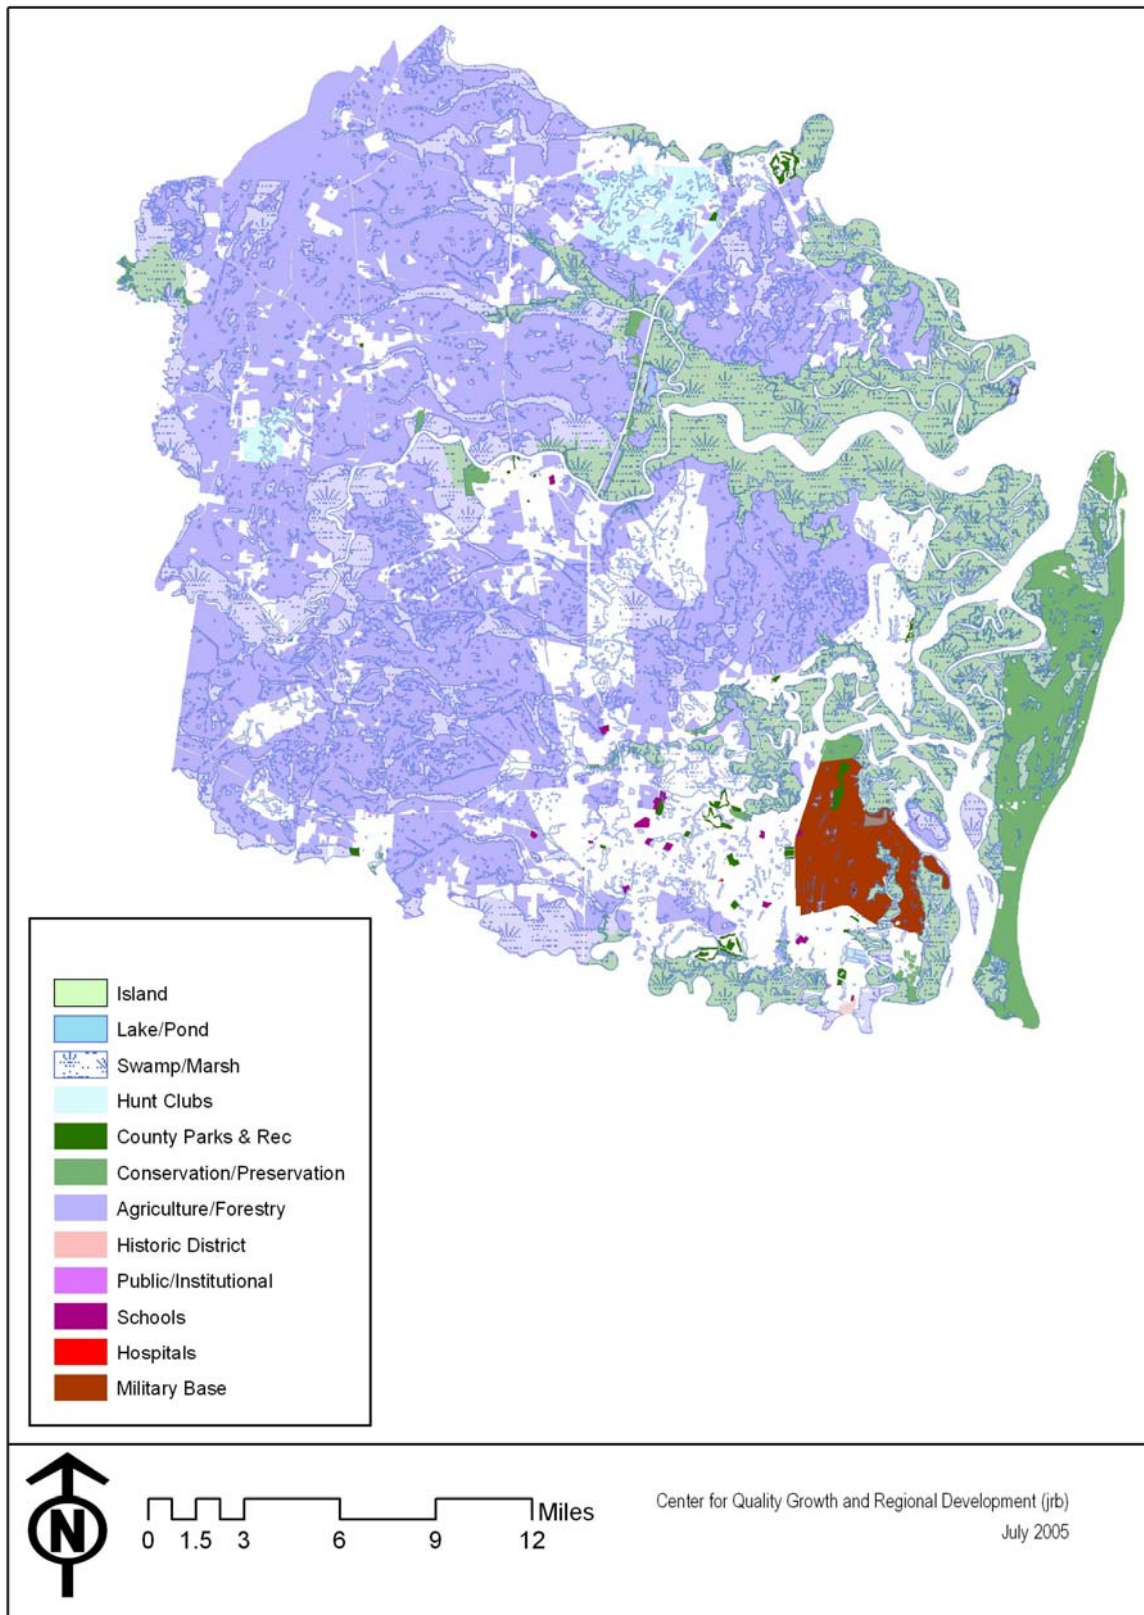 Island
Lake/Pond
Swamp/Marsh
Hunt Clubs
County Parks & Rec
Conservation/Preservation
Agriculture/Forestry
Historic District
Public/Institutional
Schools
Hospitals
Military Base
N
Miles
0 1.5 3 6 9 12
Center for Quality Growth and Regional Development (jrb)
July 2005